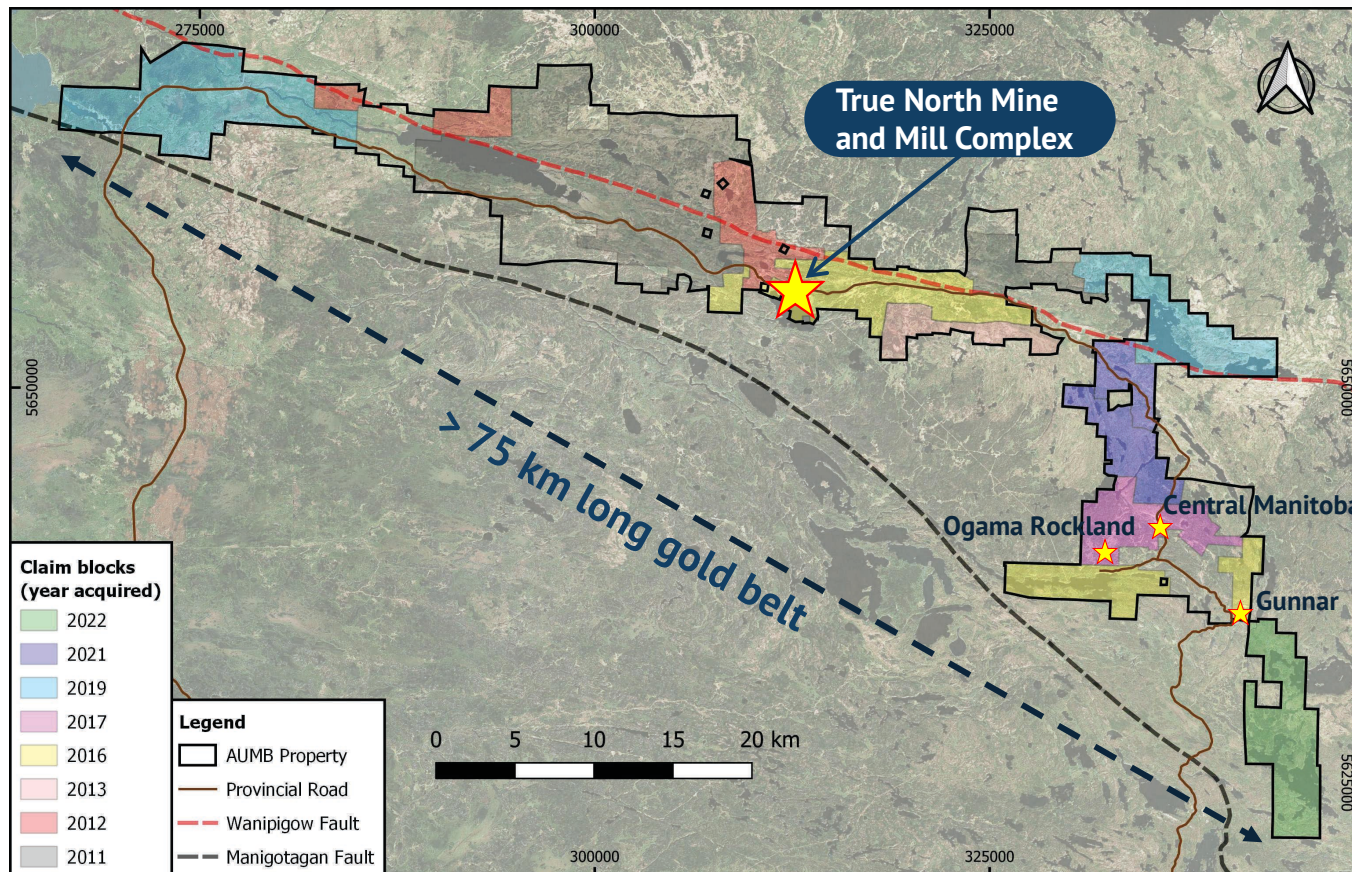 275000
300000
325000
True North Mine
and Mill Complex
5650000
5650000
> 75 km long gold belt
Central Manitoba
Ogama Rockland
Gunnar
Claim blocks
(year acquired)
2022
2021
2019
2017
2016
2013
2012
2011
Legend
AUMB Property
Provincial Road
Wanipigow Fault
Manigotagan Fault
0 5 10 15 20 km
5625000
300000
325000